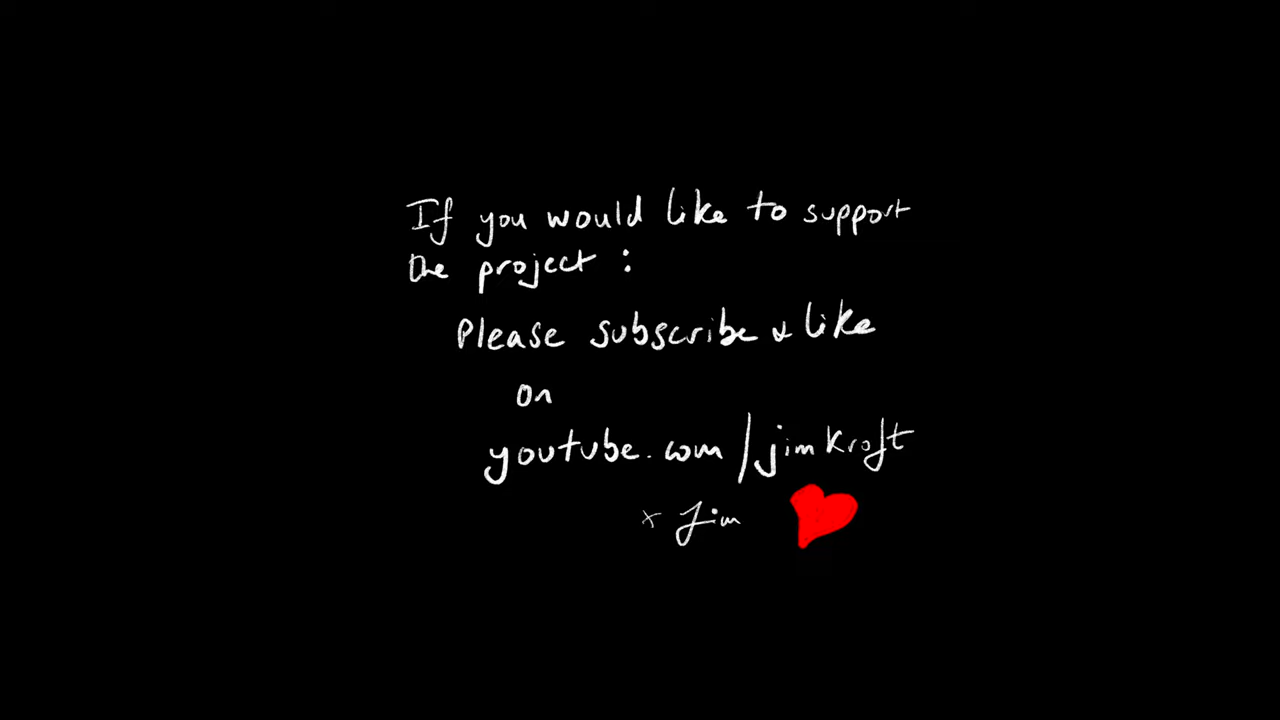 If you would like to support
the project :
Please subscribe & like
on
youtube.com/jimkroft
x Jim